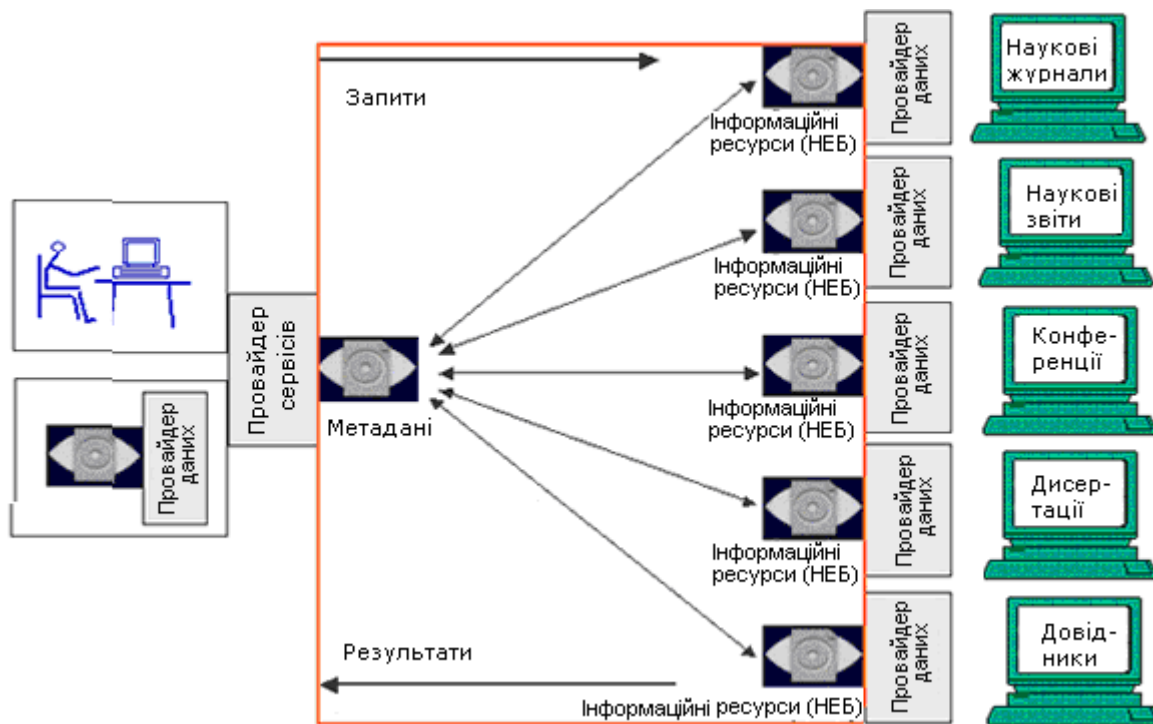 Запити
Інформаційні
ресурси (НЕБ)
Провайдер
даних
Наукові
журнали
Інформаційні
ресурси (НЕБ)
Провайдер
даних
Наукові
звіти
Провайдер
сервісів
Метадані
Інформаційні
ресурси (НЕБ)
Провайдер
даних
Конфе-
ренції
Провайдер
даних
Інформаційні
ресурси (НЕБ)
Провайдер
даних
Дисер-
тації
Результати
Інформаційні ресурси (НЕБ)
Провайдер
даних
Довід-
ники